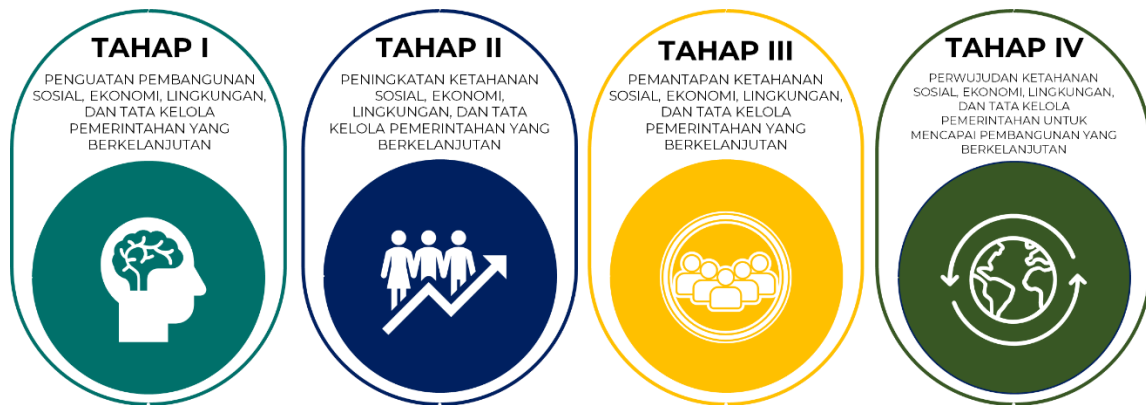 TAHAP I
PENGUATAN PEMBANGUNAN
SOSIAL, EKONOMI, LINGKUNGAN,
DAN TATA KELOLA
PEMERINTAHAN YANG
BERKELANJUTAN
TAHAP II
PENINGKATAN KETAHANAN
SOSIAL, EKONOMI,
LINGKUNGAN, DAN TATA
KELOLA PEMERINTAHAN YANG
BERKELANJUTAN
TAHAP III
PEMANTAPAN KETAHANAN
SOSIAL, EKONOMI, LINGKUNGAN,
DAN TATA KELOLA
PEMERINTAHAN YANG
BERKELANJUTAN
TAHAP IV
PERWUJUDAN KETAHANAN
SOSIAL, EKONOMI, LINGKUNGAN,
DAN TATA KELOLA
PEMERINTAHAN UNTUK
MENCAPAI PEMBANGUNAN YANG
BERKELANJUTAN